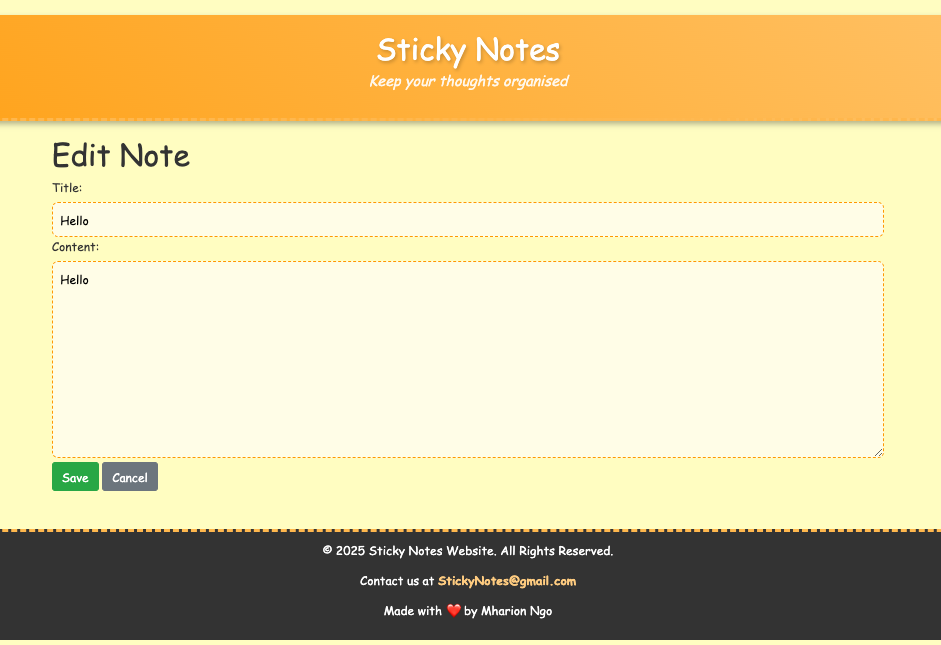 Sticky Notes
Keep your thoughts organised
Edit Note
Title:
Hello
Content:
Hello
Save Cancel
© 2025 Sticky Notes Website. All Rights Reserved.
Contact us at StickyNotes@gmail.com
Made with ❤️ by Mharion Ngo